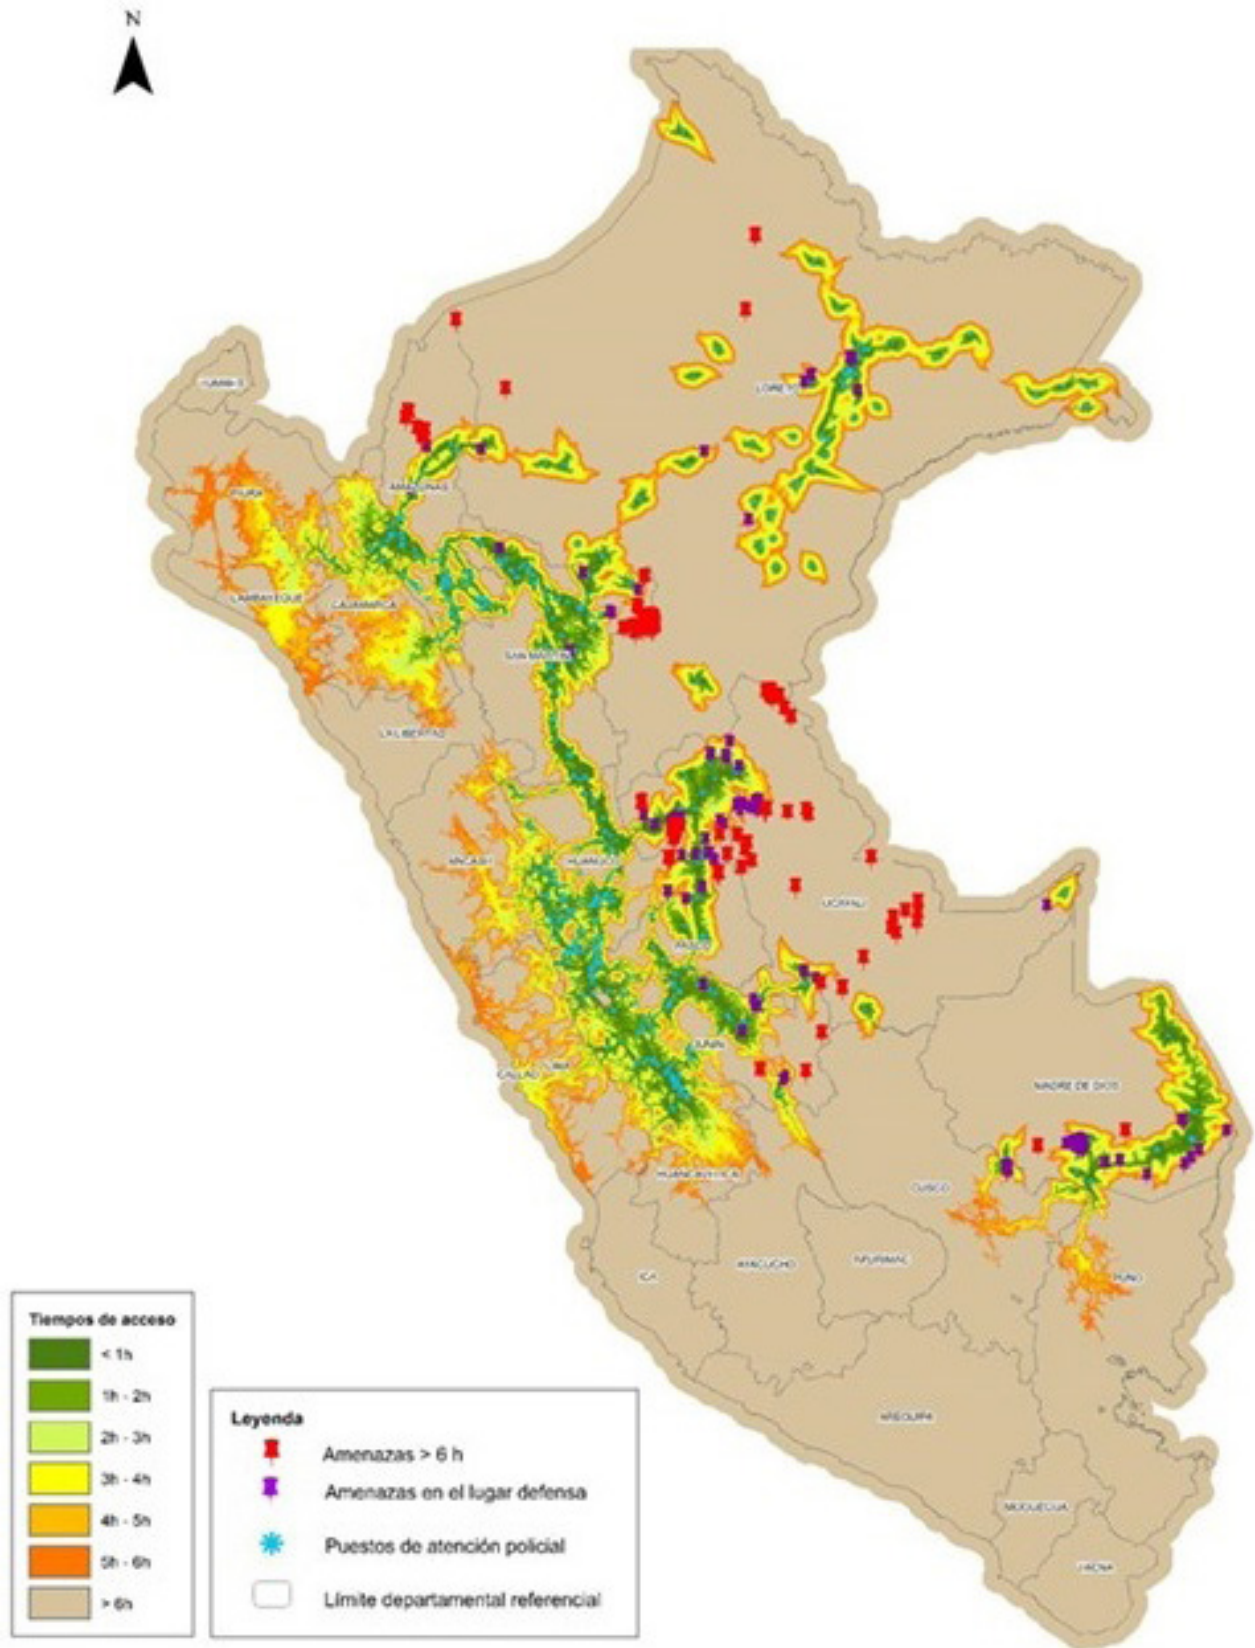 N
TUMBES
LORETO
AMAZONAS
PIURA
LAMBAYEQUE
CAJAMARCA
SAN MARTIN
LA LIBERTAD
ANCASH
HUANUCO
UCAYALI
PASCO
JUNIN
CALLAO
LIMA
MADRE DE DIOS
HUANCAVELICA
CUSCO
ICA
AYACUCHO
APURIMAC
PUNO
AREQUIPA
MOQUEGUA
TACNA
Tiempos de acceso
< 1h
1h - 2h
2h - 3h
3h - 4h
4h - 5h
5h - 6h
> 6h
Leyenda
Amenazas > 6 h
Amenazas en el lugar defensa
Puestos de atención policial
Límite departamental referencial